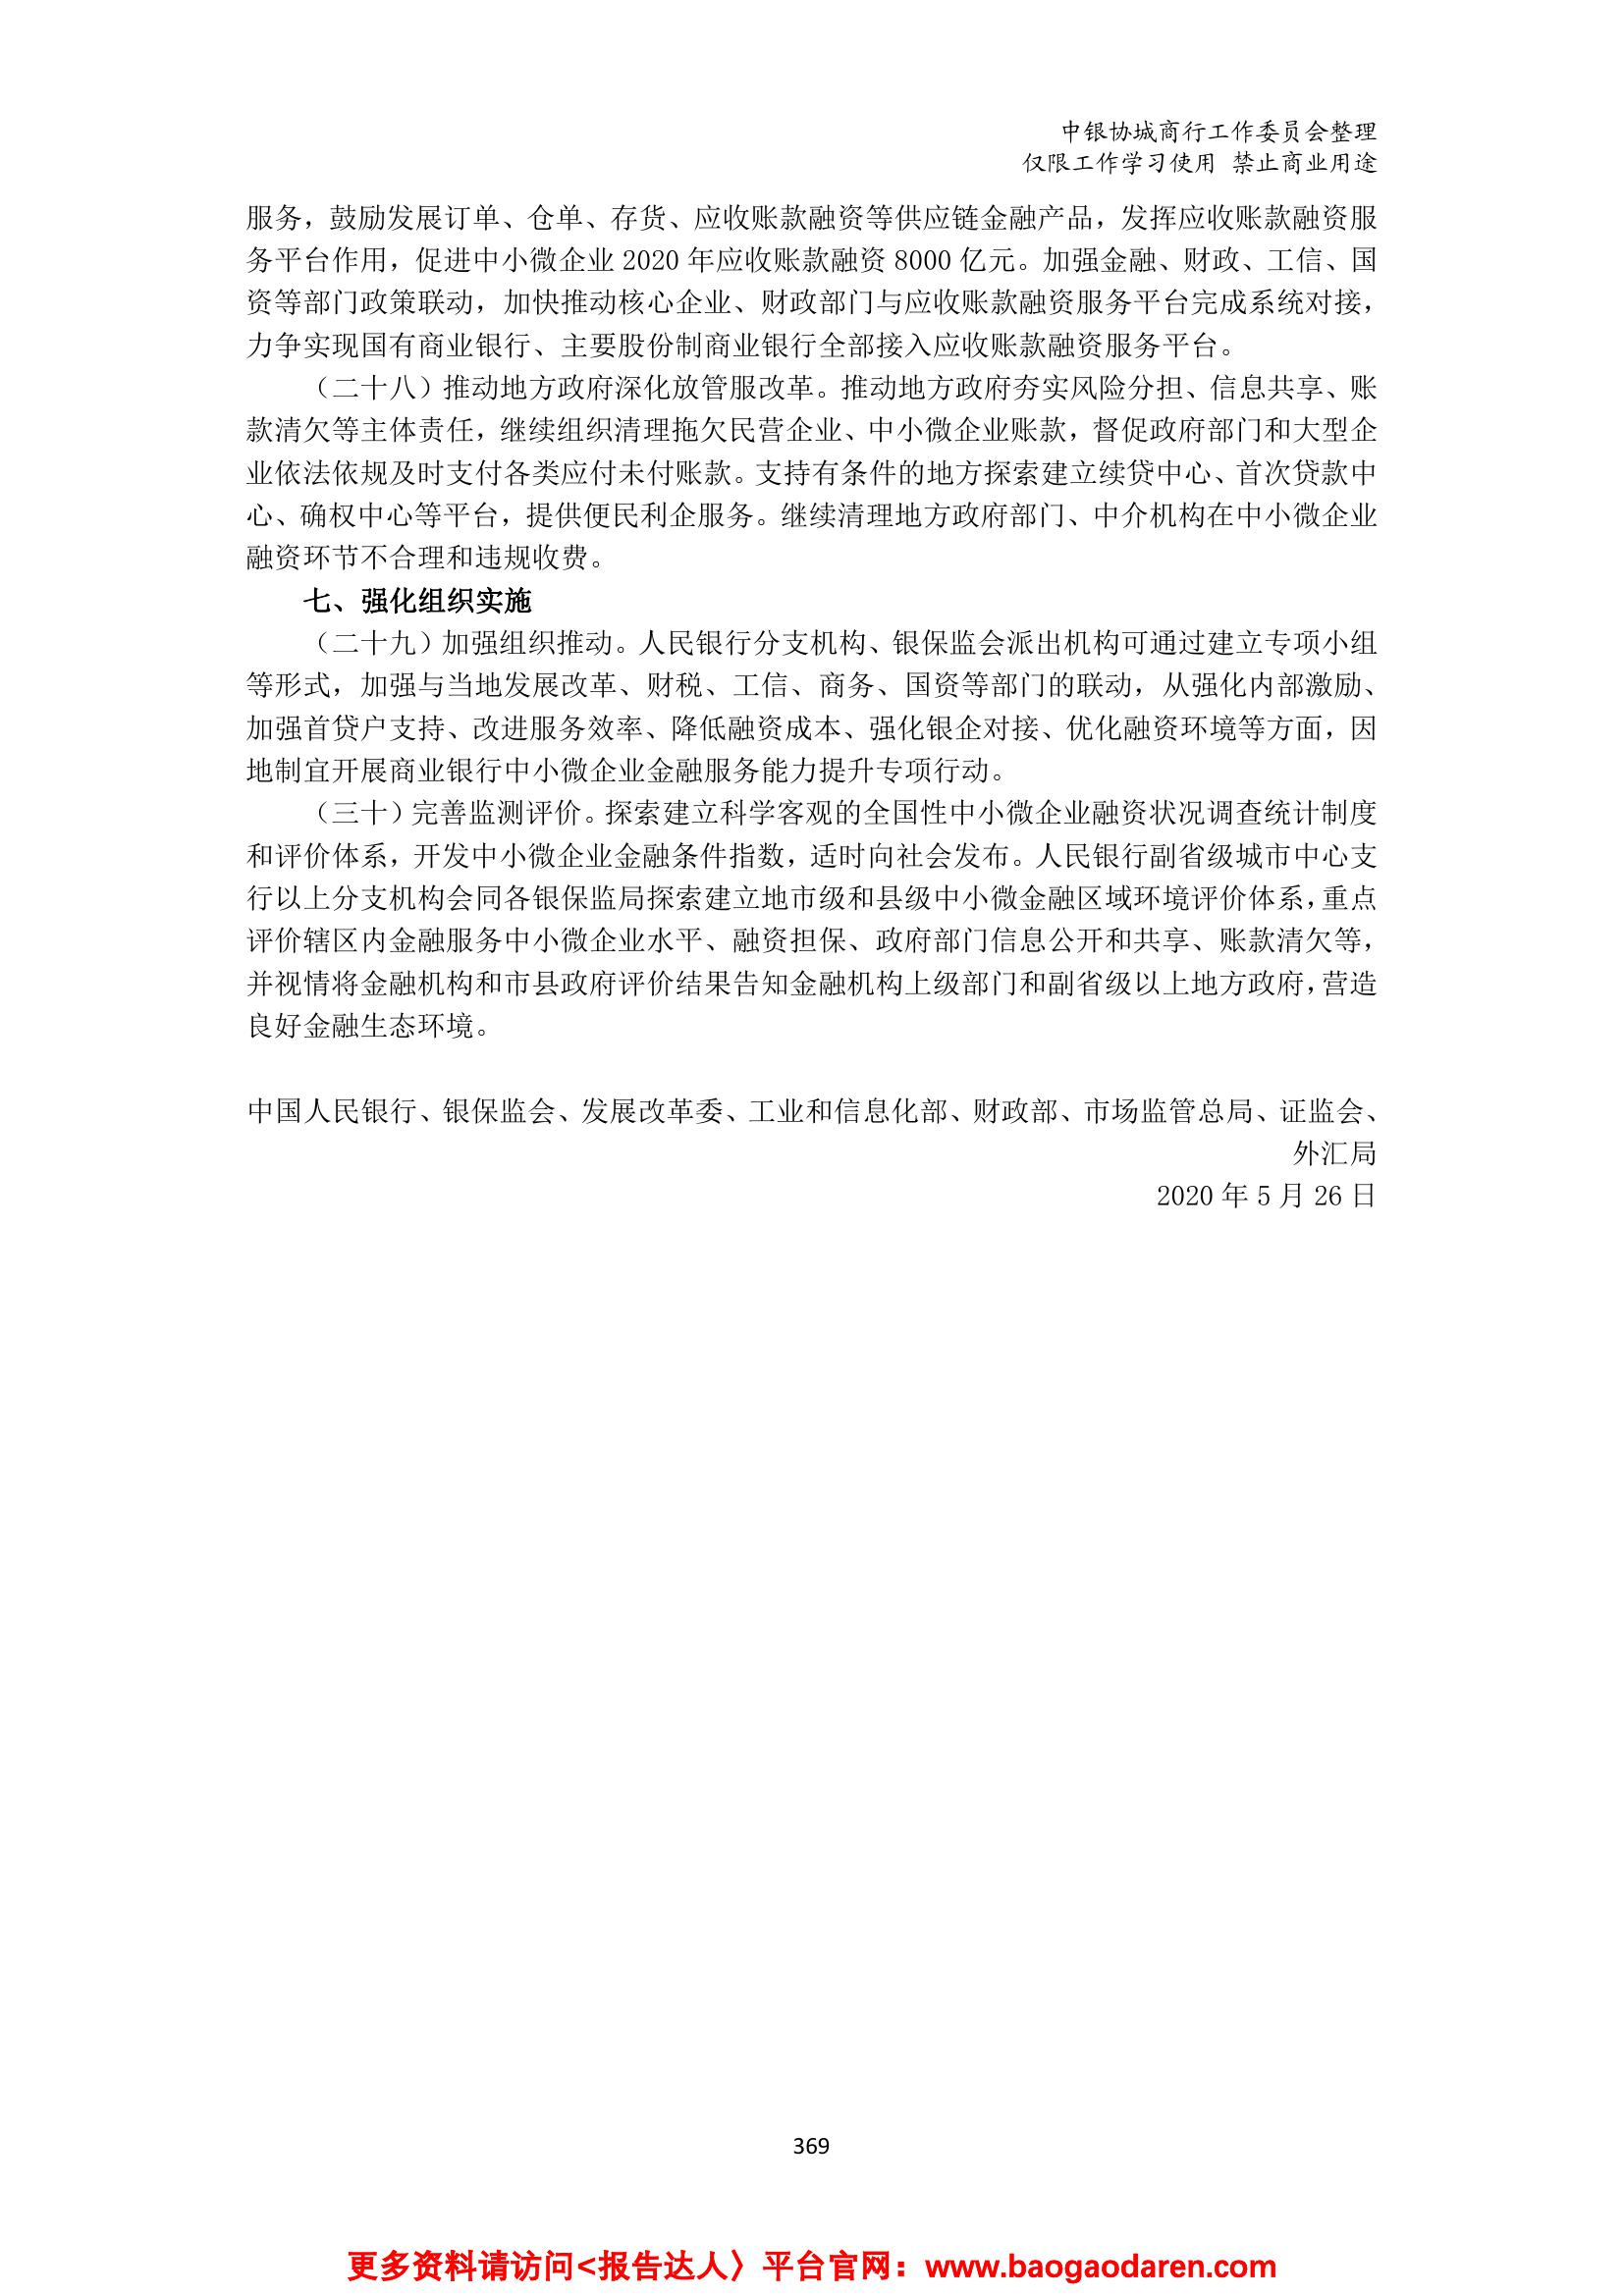 中银协城商行工作委员会整理
仅限工作学习使用 禁止商业用途
服务，鼓励发展订单、仓单、存货、应收账款融资等供应链金融产品，发挥应收账款融资服
务平台作用，促进中小微企业 2020 年应收账款融资 8000 亿元。加强金融、财政、工信、国
资等部门政策联动，加快推动核心企业、财政部门与应收账款融资服务平台完成系统对接，
力争实现国有商业银行、主要股份制商业银行全部接入应收账款融资服务平台。
（二十八）推动地方政府深化放管服改革。推动地方政府夯实风险分担、信息共享、账
款清欠等主体责任，继续组织清理拖欠民营企业、中小微企业账款，督促政府部门和大型企
业依法依规及时支付各类应付未付账款。支持有条件的地方探索建立续贷中心、首次贷款中
心、确权中心等平台，提供便民利企服务。继续清理地方政府部门、中介机构在中小微企业
融资环节不合理和违规收费。
七、强化组织实施
（二十九）加强组织推动。人民银行分支机构、银保监会派出机构可通过建立专项小组
等形式，加强与当地发展改革、财税、工信、商务、国资等部门的联动，从强化内部激励、
加强首贷户支持、改进服务效率、降低融资成本、强化银企对接、优化融资环境等方面，因
地制宜开展商业银行中小微企业金融服务能力提升专项行动。
（三十）完善监测评价。探索建立科学客观的全国性中小微企业融资状况调查统计制度
和评价体系，开发中小微企业金融条件指数，适时向社会发布。人民银行副省级城市中心支
行以上分支机构会同各银保监局探索建立地市级和县级中小微金融区域环境评价体系，重点
评价辖区内金融服务中小微企业水平、融资担保、政府部门信息公开和共享、账款清欠等，
并视情将金融机构和市县政府评价结果告知金融机构上级部门和副省级以上地方政府，营造
良好金融生态环境。
中国人民银行、银保监会、发展改革委、工业和信息化部、财政部、市场监管总局、证监会、
外汇局
2020 年 5 月 26 日
369
更多资料请访问<报告达人〉平台官网：www.baogaodaren.com